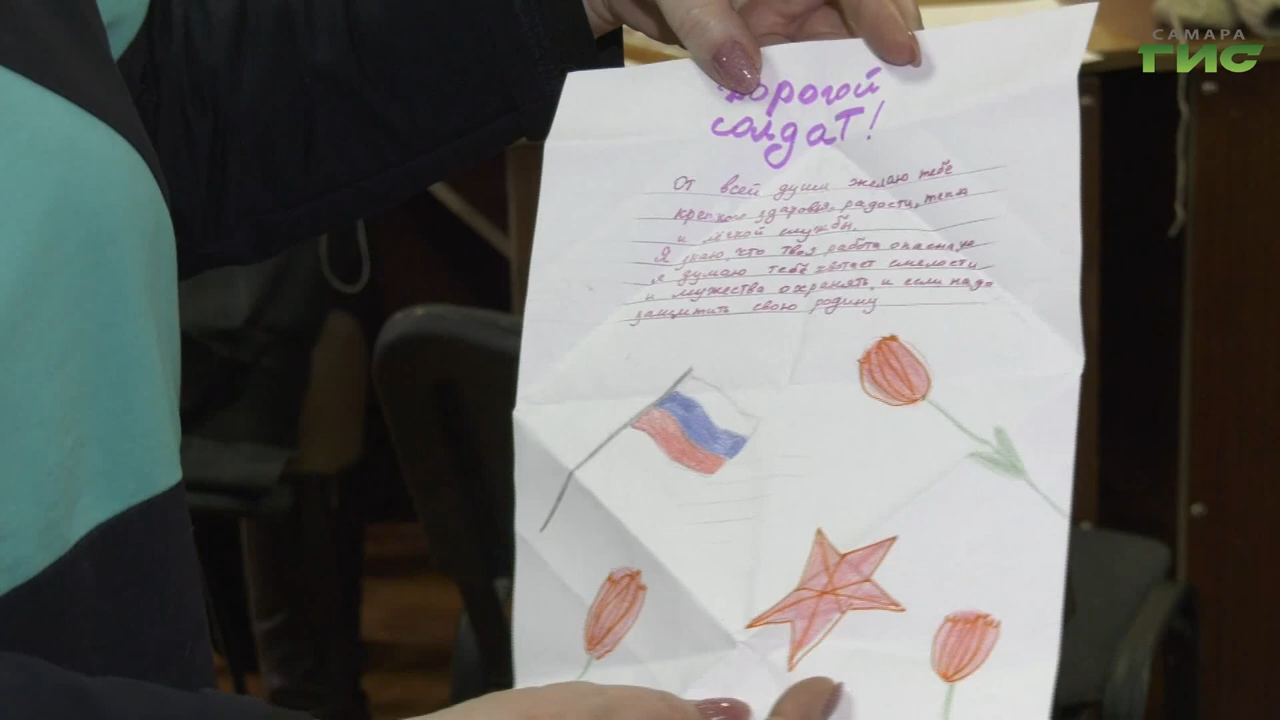 САМАРА
ГИС
Дорогой
солдат!
От всей души желаю тебе
крепкого здоровья, радости,
и лёгкой службы.
Я знаю, что твоя работа опасная,
я думаю тебе хватает смелости
и мужества охранять, и если надо
защитить свою родину